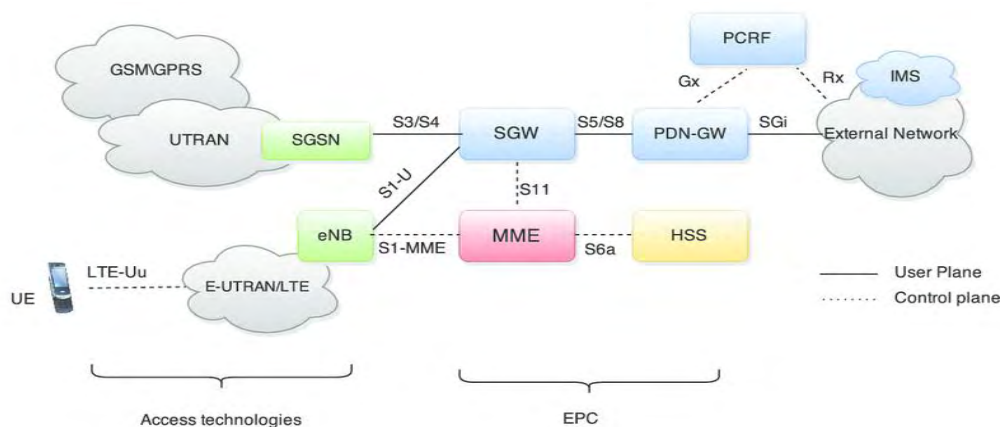 PCRF
GSM\GPRS
Gx
Rx
IMS
S3/S4
S5/S8
SGi
UTRAN
SGSN
SGW
PDN-GW
External Network
S1-U
S11
eNB
S1-MME
MME
S6a
HSS
LTE-Uu
E-UTRAN/LTE
UE
User Plane
Control plane
Access technologies
EPC